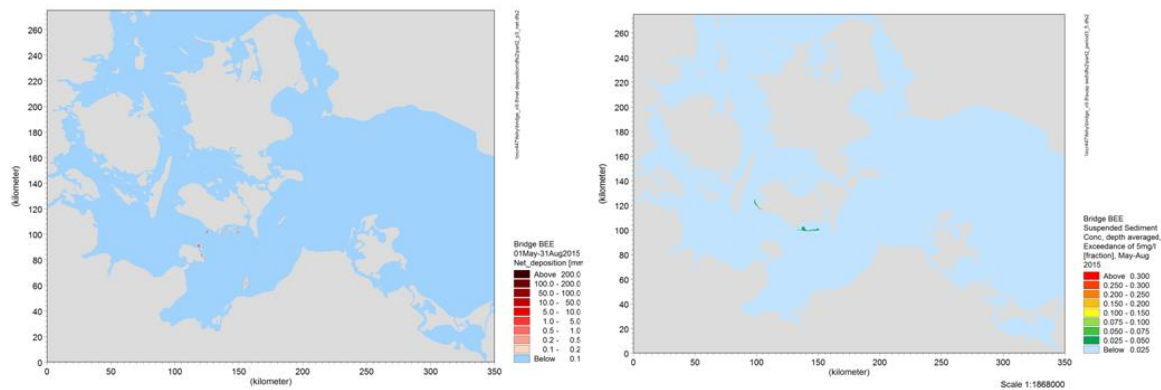 260
240
220
200
180
160
140
120
100
80
60
40
20
0
(kilometer)
0 50 100 150 200 250 300 350
(kilometer)
Bridge BEE
01May-31Aug2015
Net_deposition [mm
Above 200.0
100.0 - 200.0
50.0 - 100.0
10.0 - 50.0
5.0 - 10.0
1.0 - 5.0
0.5 - 1.0
0.2 - 0.5
0.1 - 0.2
Below 0.1
260
240
220
200
180
160
140
120
100
80
60
40
20
0
(kilometer)
0 50 100 150 200 250 300 350
(kilometer)
Bridge BEE
Suspended Sediment
Conc, depth averaged,
Exceedance of 5mg/l
[fraction], May-Aug
2015
Above 0.300
0.250 - 0.300
0.200 - 0.250
0.150 - 0.200
0.100 - 0.150
0.075 - 0.100
0.050 - 0.075
0.025 - 0.050
Below 0.025
Scale 1:1868000